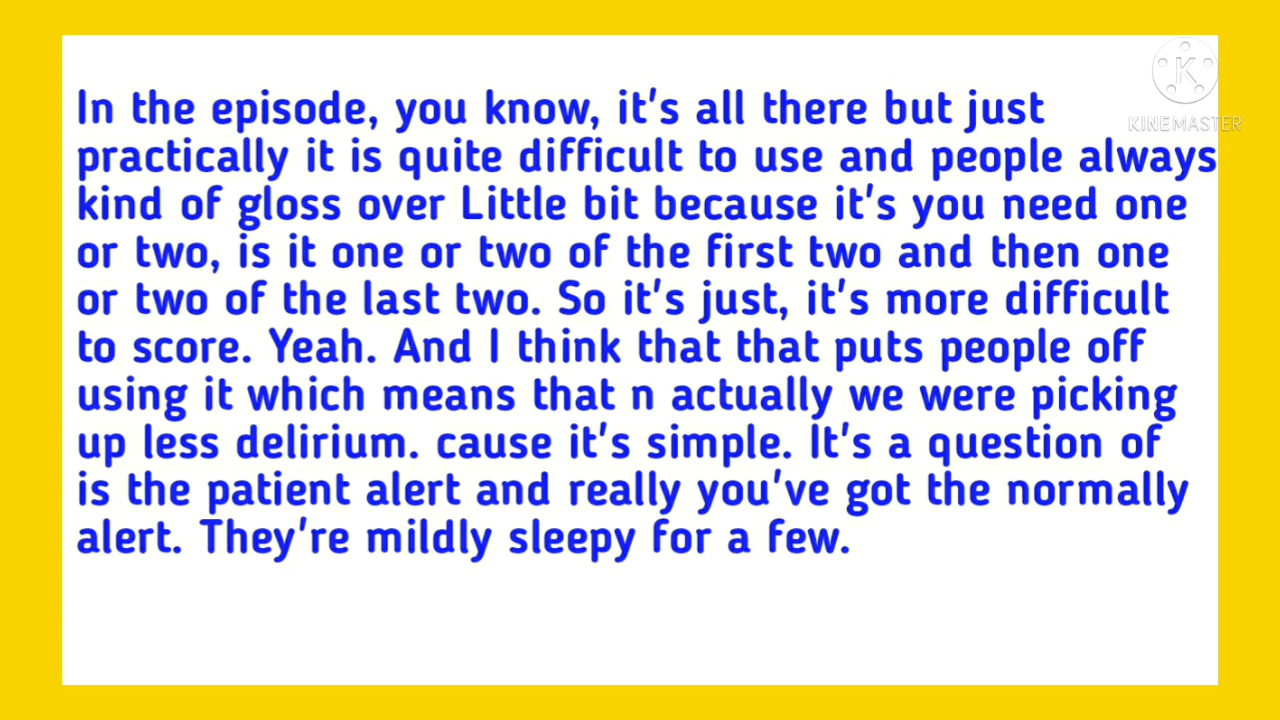 In the episode, you know, it's all there but just
practically it is quite difficult to use and people always
kind of gloss over Little bit because it's you need one
or two, is it one or two of the first two and then one
or two of the last two. So it's just, it's more difficult
to score. Yeah. And I think that that puts people off
using it which means that n actually we were picking
up less delirium. cause it's simple. It's a question of
is the patient alert and really you've got the normally
alert. They're mildly sleepy for a few.
K
KINEMASTER